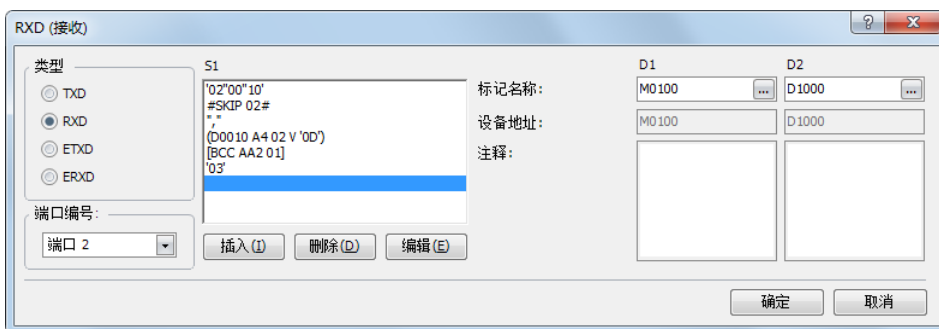 RXD (接收)
类型
TXD
RXD
ETXD
ERXD
端口编号:
端口 2
S1
'02''00''10'
#SKIP 02#
","
(D0010 A4 02 V '0D')
[BCC AA2 01]
'03'
插入(I)
删除(D)
编辑(E)
D1
D2
标记名称:
M0100
...
D1000
...
设备地址:
M0100
D1000
注释:
确定
取消